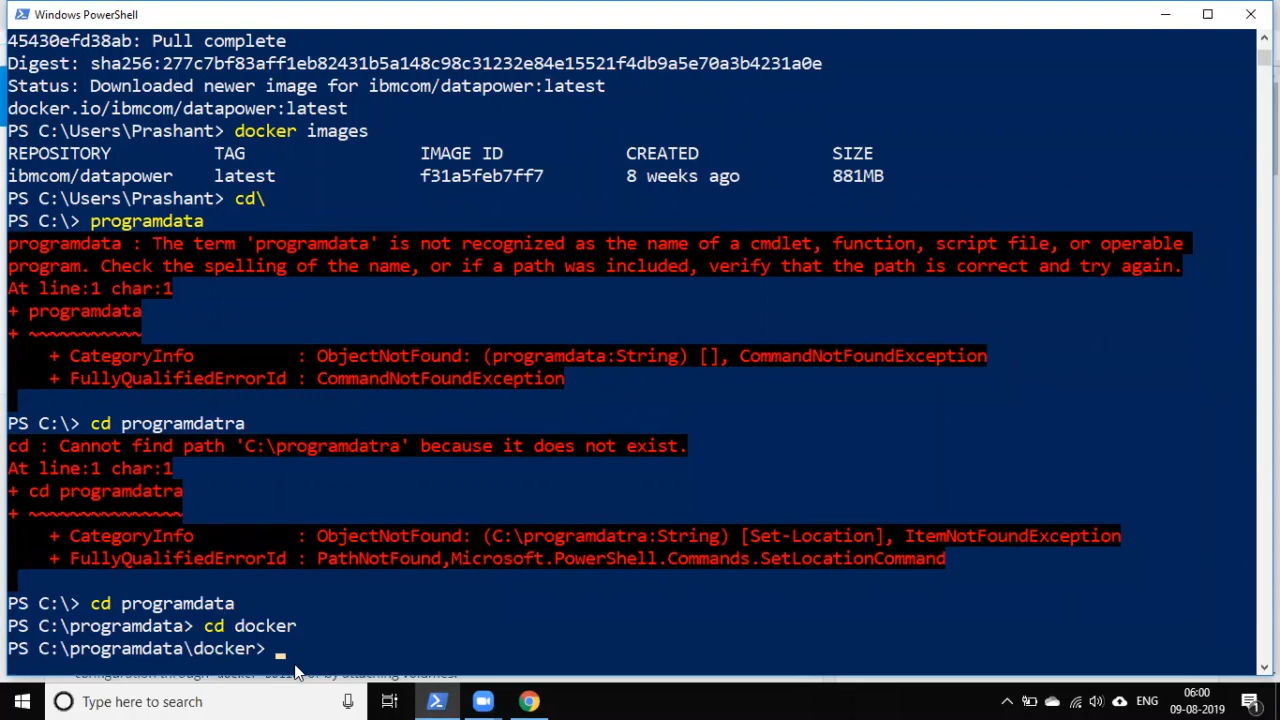 Windows PowerShell
45430efd38ab: Pull complete
Digest: sha256:277c7bf83aff1eb82431b5a148c98c31232e84e15521f4db9a5e70a3b4231a0e
Status: Downloaded newer image for ibmcom/datapower:latest
docker.io/ibmcom/datapower:latest
PS C:\Users\Prashant> docker images
REPOSITORY TAG IMAGE ID CREATED SIZE
ibmcom/datapower latest f31a5feb7ff7 8 weeks ago 881MB
PS C:\Users\Prashant> cd\
PS C:\> programdata
programdata : The term 'programdata' is not recognized as the name of a cmdlet, function, script file, or operable
program. Check the spelling of the name, or if a path was included, verify that the path is correct and try again.
At line:1 char:1
+ programdata
+ ~~~~~~~~~~~
+ CategoryInfo : ObjectNotFound: (programdata:String) [], CommandNotFoundException
+ FullyQualifiedErrorId : CommandNotFoundException
PS C:\> cd programdatra
cd : Cannot find path 'C:\programdatra' because it does not exist.
At line:1 char:1
+ cd programdatra
+ ~~~~~~~~~~~~~~~
+ CategoryInfo : ObjectNotFound: (C:\programdatra:String) [Set-Location], ItemNotFoundException
+ FullyQualifiedErrorId : PathNotFound,Microsoft.PowerShell.Commands.SetLocationCommand
PS C:\> cd programdata
PS C:\programdata> cd docker
PS C:\programdata\docker>
configuration through docker by attaching volumes.
Type here to search
ENG
06:00
09-08-2019
1